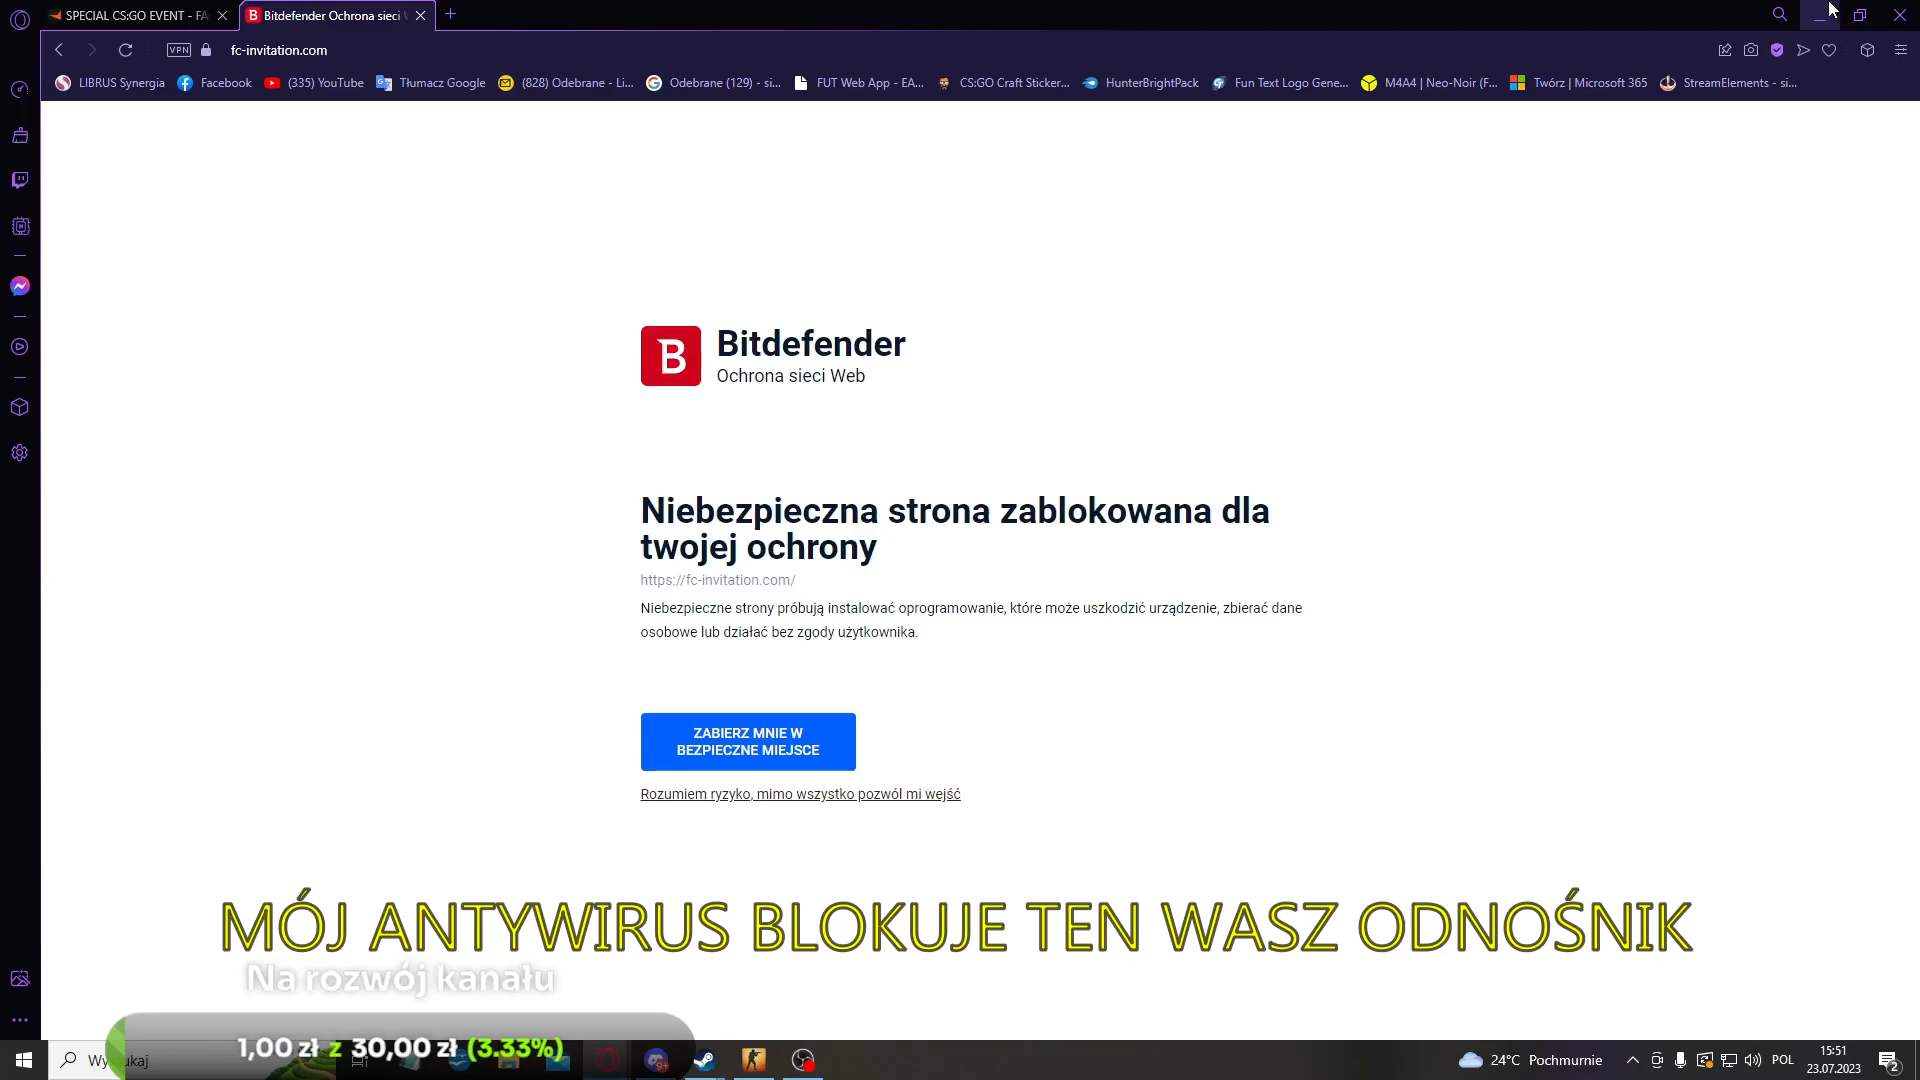 SPECIAL CS:GO EVENT - FA
Bitdefender Ochrona sieci
VPN
fc-invitation.com
LIBRUS Synergia
Facebook
(335) YouTube
Tłumacz Google
(828) Odebrane - Li...
Odebrane (129) - si...
FUT Web App - EA...
CS:GO Craft Sticker...
HunterBrightPack
Fun Text Logo Gene...
M4A4 | Neo-Noir (F...
Twórz | Microsoft 365
StreamElements - si...
B Bitdefender
Ochrona sieci Web
Niebezpieczna strona zablokowana dla
twojej ochrony
https://fc-invitation.com/
Niebezpieczne strony próbują instalować oprogramowanie, które może uszkodzić urządzenie, zbierać dane
osobowe lub działać bez zgody użytkownika.
ZABIERZ MNIE W
BEZPIECZNE MIEJSCE
Rozumiem ryzyko, mimo wszystko pozwól mi wejść
MÓJ ANTYWIRUS BLOKUJE TEN WASZ ODNOŚNIK
Na rozwój kanału
1,00 zł z 30,00 zł (3.33%)
24°C Pochmurnie
POL
15:51
23.07.2023
2